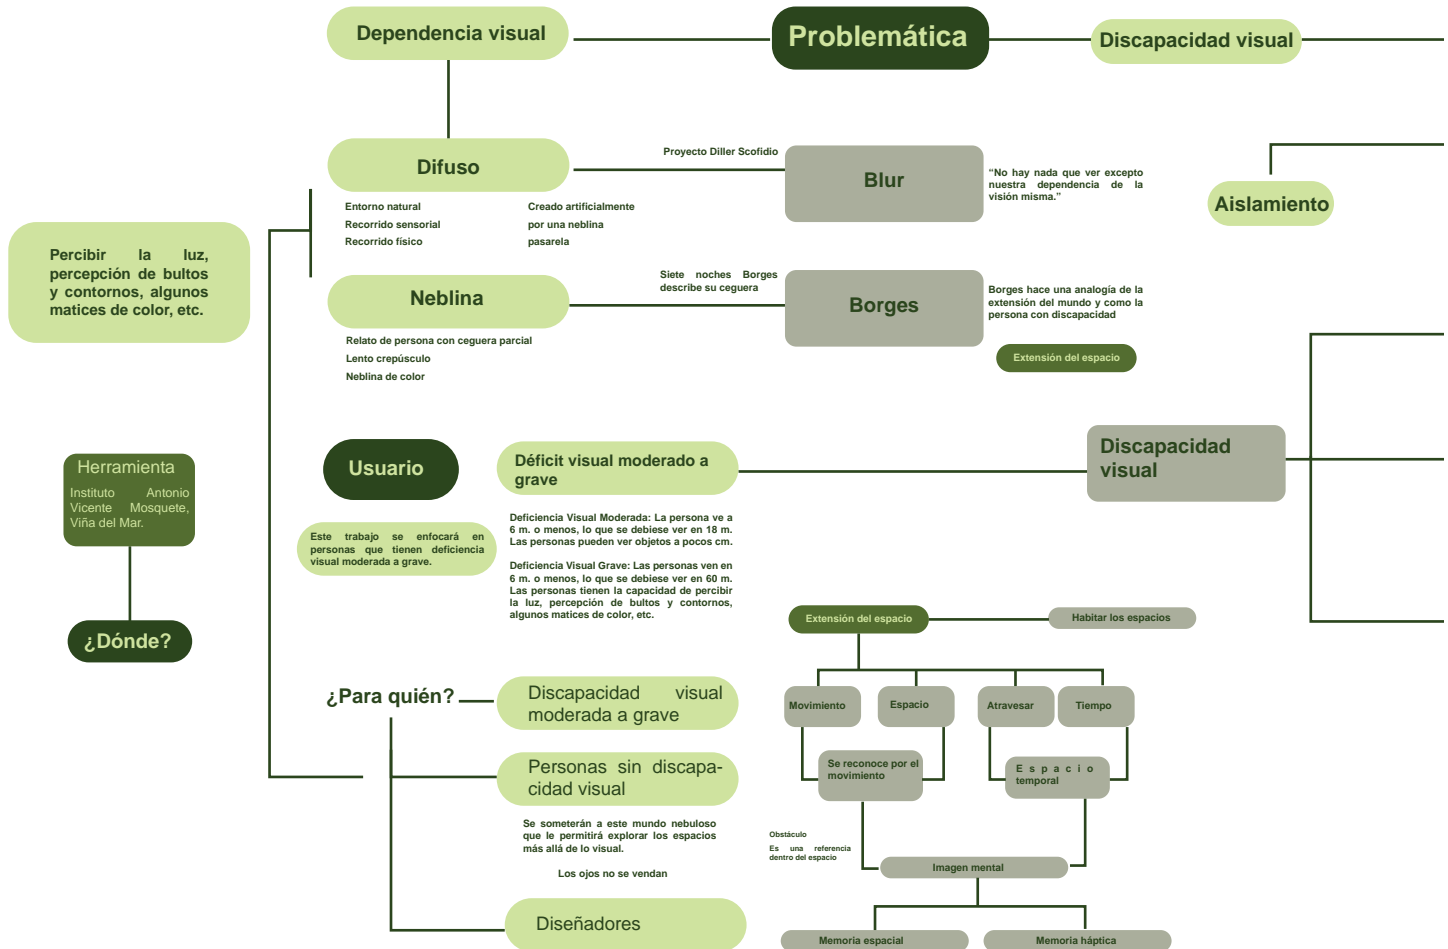 Dependencia visual
Problemática
Discapacidad visual
Difuso
Proyecto Diller Scofidio
Blur
“No hay nada que ver excepto
nuestra dependencia de la
visión misma.”
Aislamiento
Entorno natural
Recorrido sensorial
Recorrido físico
Creado artificialmente
por una neblina
pasarela
Percibir la luz,
percepción de bultos
y contornos, algunos
matices de color, etc.
Neblina
Siete noches Borges
describe su ceguera
Borges
Borges hace una analogía de la
extensión del mundo y como la
persona con discapacidad
Extensión del espacio
Relato de persona con ceguera parcial
Lento crepúsculo
Neblina de color
Herramienta
Instituto Antonio
Vicente Mosquete,
Viña del Mar.
¿Dónde?
Usuario
Este trabajo se enfocará en
personas que tienen deficiencia
visual moderada a grave.
Déficit visual moderado a
grave
Discapacidad
visual
Deficiencia Visual Moderada: La persona ve a
6 m. o menos, lo que se debiese ver en 18 m.
Las personas pueden ver objetos a pocos cm.
Deficiencia Visual Grave: Las personas ven en
6 m. o menos, lo que se debiese ver en 60 m.
Las personas tienen la capacidad de percibir
la luz, percepción de bultos y contornos,
algunos matices de color, etc.
Extensión del espacio
Habitar los espacios
Movimiento
Espacio
Atravesar
Tiempo
Se reconoce por el
movimiento
Espacio
temporal
Obstáculo
Es una referencia
dentro del espacio
Imagen mental
Memoria espacial
Memoria háptica
¿Para quién?
Discapacidad visual
moderada a grave
Personas sin discapa-
cidad visual
Se someterán a este mundo nebuloso
que le permitirá explorar los espacios
más allá de lo visual.
Los ojos no se vendan
Diseñadores